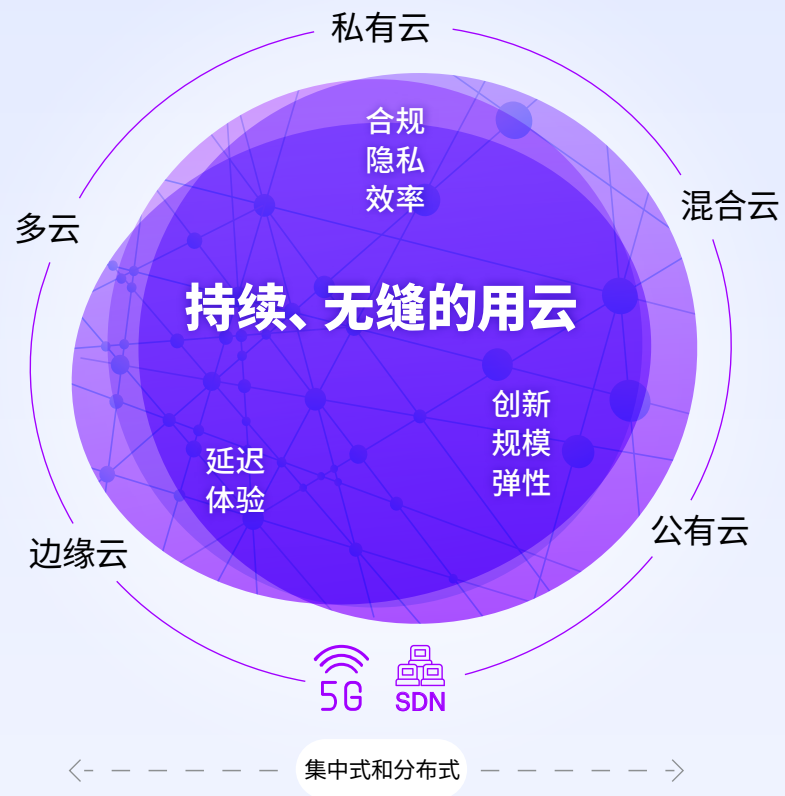 私有云
合规
隐私
效率
混合云
多云
持续、无缝的用云
创新
规模
弹性
延迟
体验
公有云
边缘云
5G
SDN
集中式和分布式